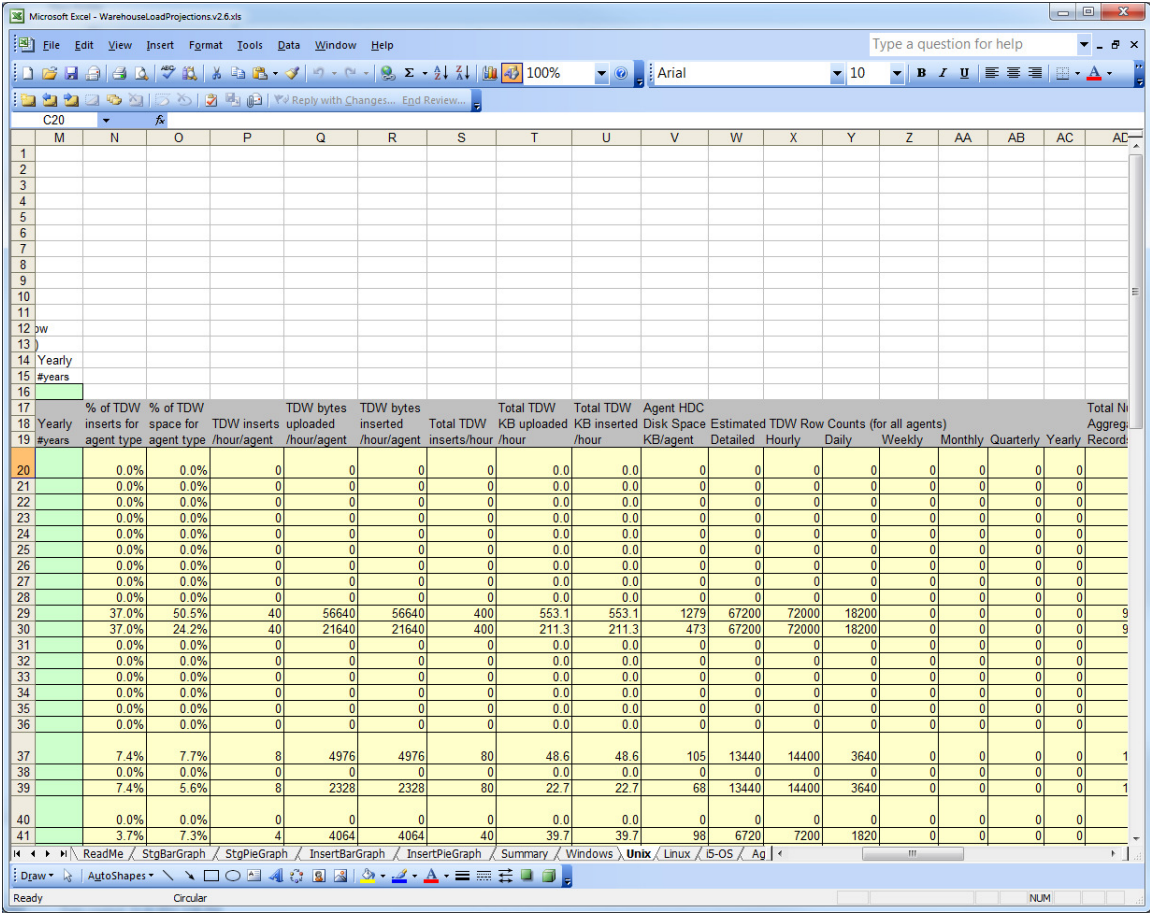 Microsoft Excel - WarehouseLoadProjections.v2.6.xls
File Edit View Insert Format Tools Data Window Help Type a question for help
100% Arial 10 B I U
Reply with Changes... End Review...
C20 fx
M N O P Q R S T U V W X Y Z AA AB AC AD
1
2
3
4
5
6
7
8
9
10
11
12 ow
13 )
14 Yearly
15 #years
16
17 % of TDW % of TDW TDW bytes TDW bytes Total TDW Total TDW Agent HDC Total Nu
18 Yearly inserts for space for TDW inserts uploaded inserted Total TDW KB uploaded KB inserted Disk Space Estimated TDW Row Counts (for all agents) Aggrega
19 #years agent type agent type /hour/agent /hour/agent /hour/agent inserts/hour /hour /hour KB/agent Detailed Hourly Daily Weekly Monthly Quarterly Yearly Records
20 0.0% 0.0% 0 0 0 0 0.0 0.0 0 0 0 0 0 0 0 0
21 0.0% 0.0% 0 0 0 0 0.0 0.0 0 0 0 0 0 0 0 0
22 0.0% 0.0% 0 0 0 0 0.0 0.0 0 0 0 0 0 0 0 0
23 0.0% 0.0% 0 0 0 0 0.0 0.0 0 0 0 0 0 0 0 0
24 0.0% 0.0% 0 0 0 0 0.0 0.0 0 0 0 0 0 0 0 0
25 0.0% 0.0% 0 0 0 0 0.0 0.0 0 0 0 0 0 0 0 0
26 0.0% 0.0% 0 0 0 0 0.0 0.0 0 0 0 0 0 0 0 0
27 0.0% 0.0% 0 0 0 0 0.0 0.0 0 0 0 0 0 0 0 0
28 0.0% 0.0% 0 0 0 0 0.0 0.0 0 0 0 0 0 0 0 0
29 37.0% 50.5% 40 56640 56640 400 553.1 553.1 1279 67200 72000 18200 0 0 0 0 9
30 37.0% 24.2% 40 21640 21640 400 211.3 211.3 473 67200 72000 18200 0 0 0 0 9
31 0.0% 0.0% 0 0 0 0 0.0 0.0 0 0 0 0 0 0 0 0
32 0.0% 0.0% 0 0 0 0 0.0 0.0 0 0 0 0 0 0 0 0
33 0.0% 0.0% 0 0 0 0 0.0 0.0 0 0 0 0 0 0 0 0
34 0.0% 0.0% 0 0 0 0 0.0 0.0 0 0 0 0 0 0 0 0
35 0.0% 0.0% 0 0 0 0 0.0 0.0 0 0 0 0 0 0 0 0
36 0.0% 0.0% 0 0 0 0 0.0 0.0 0 0 0 0 0 0 0 0
37 7.4% 7.7% 8 4976 4976 80 48.6 48.6 105 13440 14400 3640 0 0 0 0 1
38 0.0% 0.0% 0 0 0 0 0.0 0.0 0 0 0 0 0 0 0 0
39 7.4% 5.6% 8 2328 2328 80 22.7 22.7 68 13440 14400 3640 0 0 0 0 1
40 0.0% 0.0% 0 0 0 0 0.0 0.0 0 0 0 0 0 0 0 0
41 3.7% 7.3% 4 4064 4064 40 39.7 39.7 98 6720 7200 1820 0 0 0 0
ReadMe StgBarGraph StgPieGraph InsertBarGraph InsertPieGraph Summary Windows Unix Linux i5-OS Ag
Draw AutoShapes
Ready Circular NUM